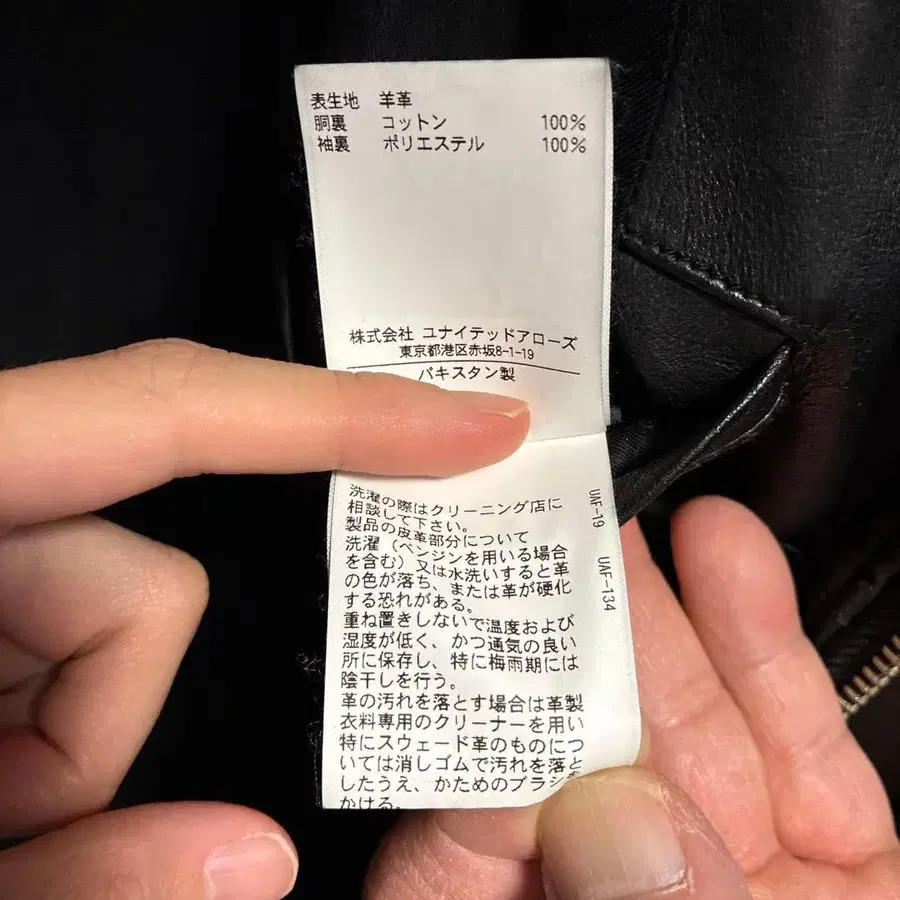 表生地 羊革
胴裏 コットン 100%
袖裏 ポリエステル 100%
株式会社 ユナイテッドアローズ
東京都港区赤坂8-1-19
パキスタン製
洗濯の際はクリーニング店に
相談して下さい。
製品の皮革部分について
洗濯(ベンジンを用いる場合
を含む)又は水洗いすると革
の色が落ち、または革が硬化
する恐れがある。
重ね置きしないで温度および
湿度が低く、かつ通気の良い
所に保存し、特に梅雨期には
陰干しを行う。
革の汚れを落とす場合は革製
衣料専用のクリーナーを用い
特にスウェード革のものにつ
いては消しゴムで汚れを落と
したうえ、かためのブラシ
かける。
UAF-19 UAF-134